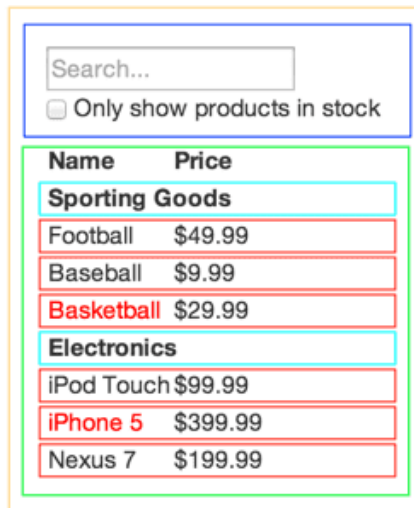 Search...
Only show products in stock
Name Price
Sporting Goods
Football $49.99
Baseball $9.99
Basketball $29.99
Electronics
iPod Touch $99.99
iPhone 5 $399.99
Nexus 7 $199.99